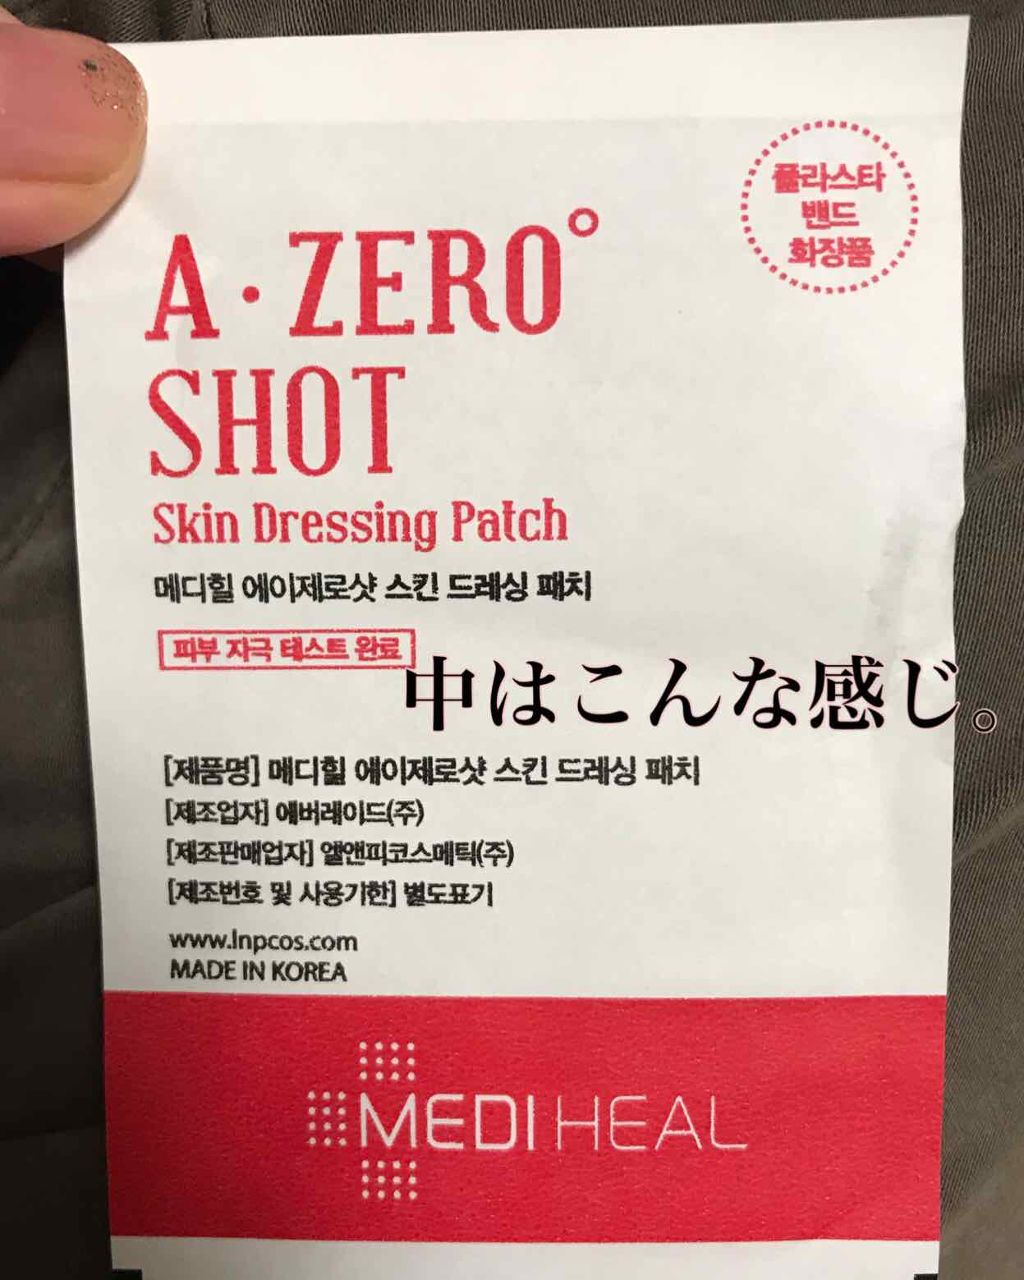 플라스타
밴드
화장품
A·ZERO°
SHOT
Skin Dressing Patch
메디힐 에이제로샷 스킨 드레싱 패치
피부 자극 테스트 완료
中はこんな感じ。
[제품명] 메디힐 에이제로샷 스킨 드레싱 패치
[제조업자] 에버레이드(주)
[제조판매업자] 엘앤피코스메틱(주)
[제조번호 및 사용기한] 별도표기
www.lnpcos.com
MADE IN KOREA
MEDIHEAL